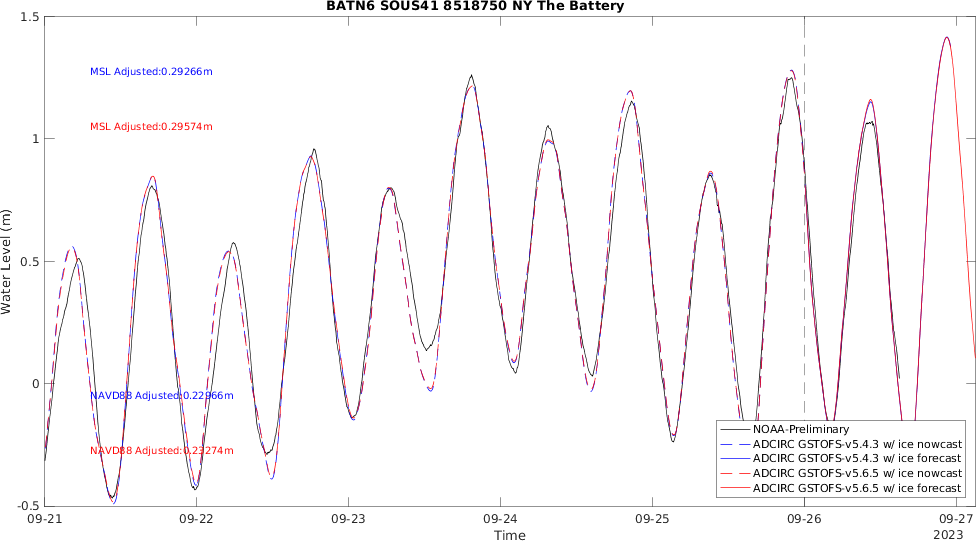 BATN6 SOUS41 8518750 NY The Battery
1.5
MSL Adjusted:0.29266m
MSL Adjusted:0.29574m
1
0.5
0
-0.5
Water Level (m)
NAVD88 Adjusted:0.22966m
NAVD88 Adjusted:0.23274m
NOAA-Preliminary
ADCIRC GSTOFS-v5.4.3 w/ ice nowcast
ADCIRC GSTOFS-v5.4.3 w/ ice forecast
ADCIRC GSTOFS-v5.6.5 w/ ice nowcast
ADCIRC GSTOFS-v5.6.5 w/ ice forecast
09-21 09-22 09-23 09-24 09-25 09-26 09-27
Time
2023